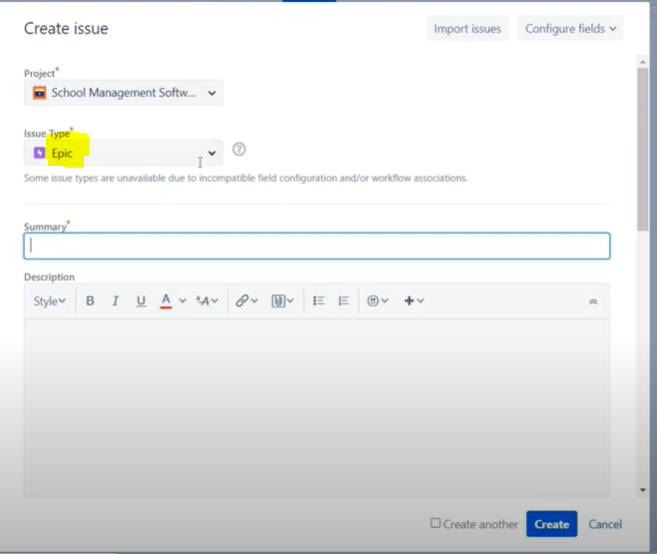 Create issue
Import issues
Configure fields
Project*
School Management Softw...
Issue Type*
Epic
Some issue types are unavailable due to incompatible field configuration and/or workflow associations.
Summary*
Description
Style
B I U A ᴬA
Create another
Create
Cancel